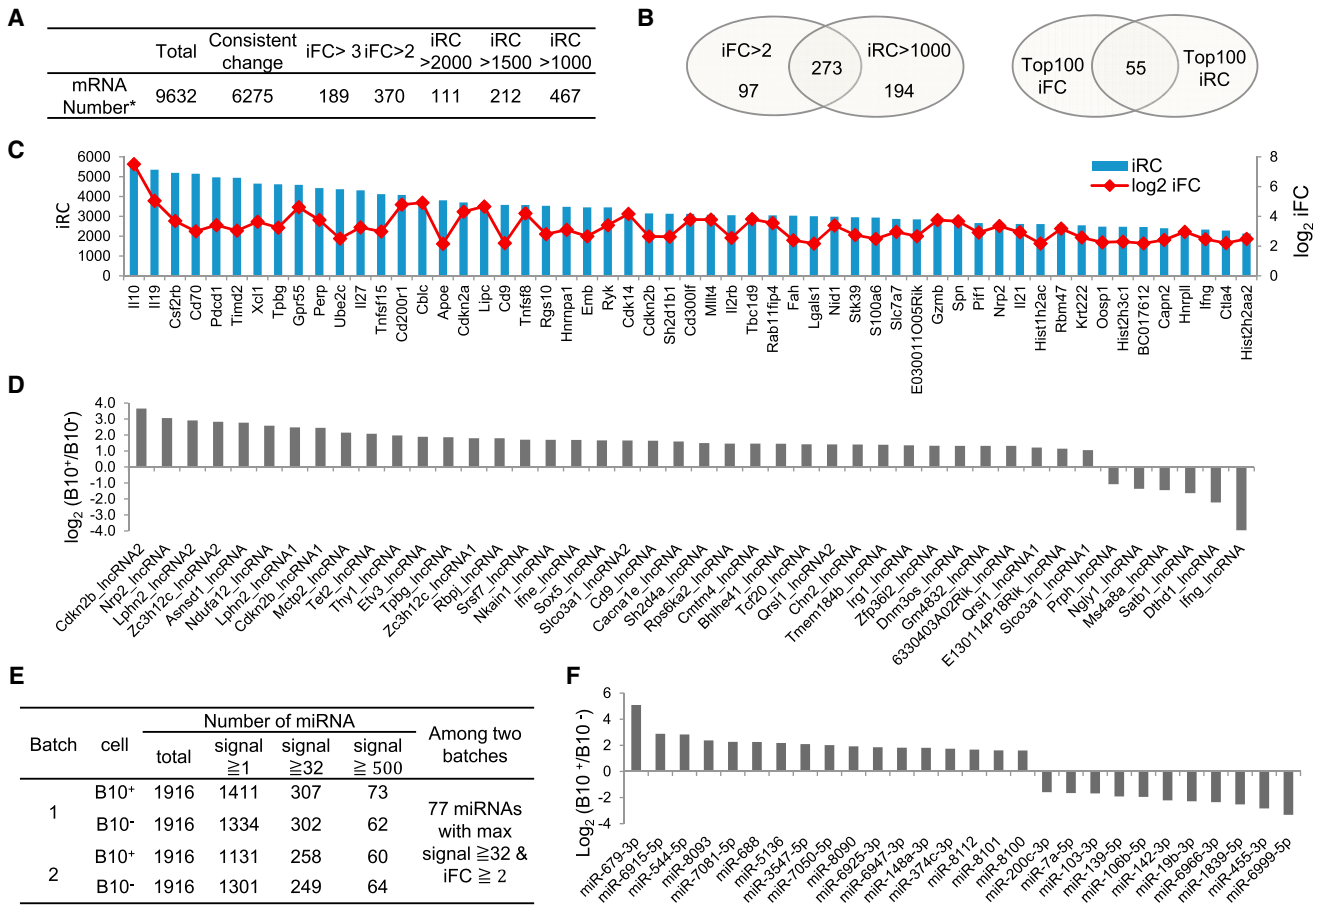 A
Total Consistent change iFC> 3 iFC>2 iRC >2000 iRC >1500 iRC >1000
mRNA Number* 9632 6275 189 370 111 212 467
B
iFC>2 iRC>1000
97 273 194
Top100 iFC 55 Top100 iRC
C
iRC
6000
5000
4000
3000
2000
1000
0
iRC
log2 iFC
8
6
4
2
0
log2 iFC
Il10
Il19
Csf2rb
Cd70
Pdcd1
Timd2
Xcl1
Tpbg
Gpr55
Perp
Ube2c
Il27
Tnfsf15
Cd200r1
Cblc
Apoe
Cdkn2a
Lipc
Cd9
Tnfsf8
Rgs10
Hnrnpa1
Emb
Ryk
Cdk14
Cdkn2b
Sh2d1b1
Cd300lf
Mllt4
Il2rb
Tbc1d9
Rab11fip4
Fah
Lgals1
Nid1
Stk39
S100a6
Slc7a7
E030011O05Rik
Gzmb
Spn
Pif1
Nrp2
Il21
Hist1h2ac
Rbm47
Krt222
Oosp1
Hist2h3c1
BC017612
Capn2
Hnrpll
Ifng
Ctla4
Hist2h2aa2
D
log2 (B10+/B10-)
4.0
3.0
2.0
1.0
0.0
-1.0
-2.0
-3.0
-4.0
Cdkn2b_lncRNA2
Nrp2_lncRNA
Lphn2_lncRNA2
Zc3h12c_lncRNA2
Asnsd1_lncRNA
Ndufa12_lncRNA
Lphn2_lncRNA1
Cdkn2b_lncRNA1
Mctp2_lncRNA
Tet2_lncRNA
Thy1_lncRNA
Etv3_lncRNA
Tpbg_lncRNA
Zc3h12c_lncRNA1
Rbpj_lncRNA
Srsf7_lncRNA
Nkain1_lncRNA
Ifne_lncRNA
Sox5_lncRNA
Slco3a1_lncRNA2
Cd9_lncRNA
Cacna1e_lncRNA
Sh2d4a_lncRNA
Rps6ka2_lncRNA
Cmtm4_lncRNA
Bhlhe41_lncRNA
Tcf20_lncRNA
Qrsl1_lncRNA2
Chn2_lncRNA
Tmem184b_lncRNA
Irg1_lncRNA
Zfp36l2_lncRNA
Dnm3os_lncRNA
Gm4832_lncRNA
6330403A02Rik_lncRNA
Qrsl1_lncRNA1
E130114P18Rik_lncRNA
Slco3a1_lncRNA1
Prph_lncRNA
Ngly1_lncRNA
Ms4a8a_lncRNA
Satb1_lncRNA
Dthd1_lncRNA
Ifng_lncRNA
E
Batch cell Number of miRNA Among two batches
total signal ≧1 signal ≧32 signal ≧ 500
1 B10+ 1916 1411 307 73
B10- 1916 1334 302 62
2 B10+ 1916 1131 258 60
B10- 1916 1301 249 64
77 miRNAs
with max
signal ≧32 &
iFC ≧ 2
F
Log2 (B10 +/B10 -)
6
4
2
0
-2
-4
miR-679-3p
miR-6915-5p
miR-544-5p
miR-8093
miR-7081-5p
miR-688
miR-5136
miR-3547-5p
miR-7050-5p
miR-8090
miR-6925-3p
miR-6947-3p
miR-148a-3p
miR-374c-3p
miR-8112
miR-8101
miR-8100
miR-200c-3p
miR-7a-5p
miR-103-3p
miR-139-5p
miR-106b-5p
miR-142-3p
miR-19b-3p
miR-6966-3p
miR-1839-5p
miR-455-3p
miR-6999-5p